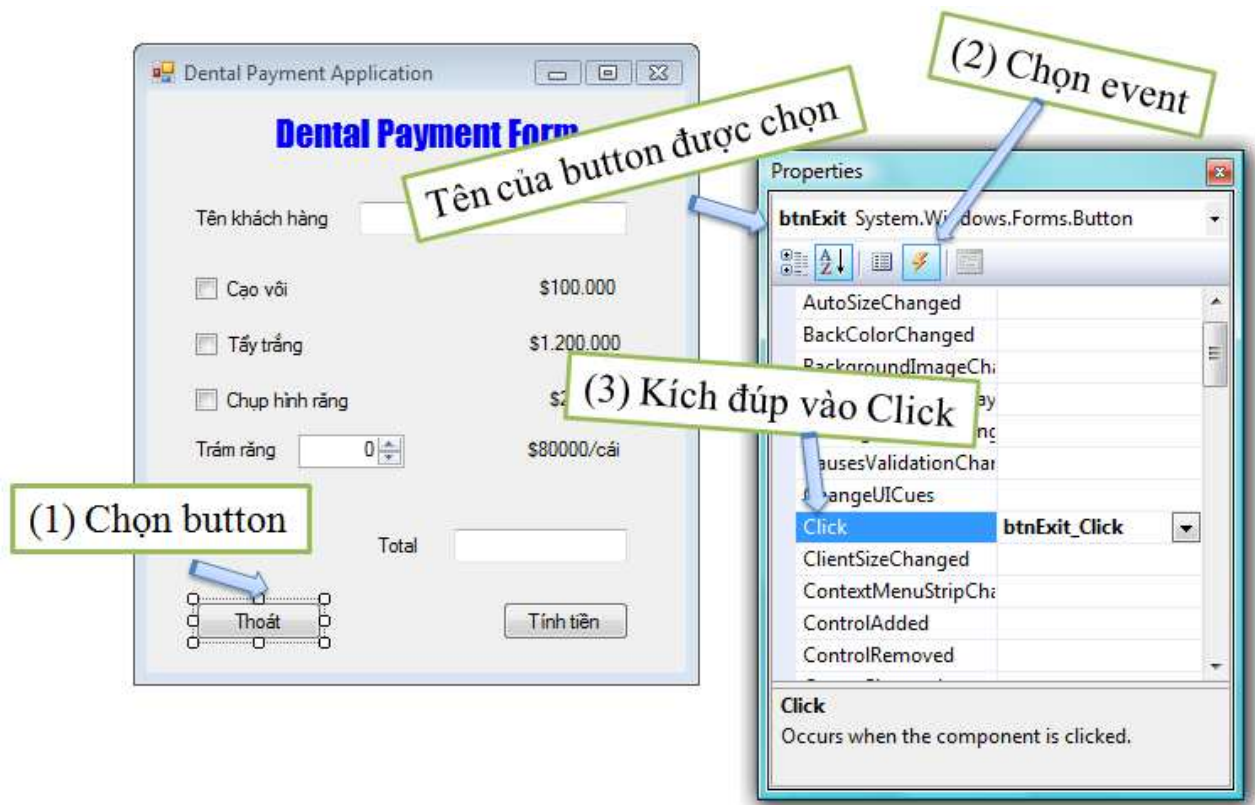 Dental Payment Application
Dental Payment Form
Tên khách hàng
Cạo vôi
$100.000
Tẩy trắng
$1.200.000
Chụp hình răng
Trám răng
0
$80000/cái
Total
Thoát
Tính tiền
(1) Chọn button
Tên của button được chọn
(2) Chọn event
(3) Kích đúp vào Click
Properties
btnExit System.Windows.Forms.Button
AutoSizeChanged
BackColorChanged
BackgroundImageCha
CausesValidationChan
ChangeUICues
Click btnExit_Click
ClientSizeChanged
ContextMenuStripCha
ControlAdded
ControlRemoved
Click
Occurs when the component is clicked.